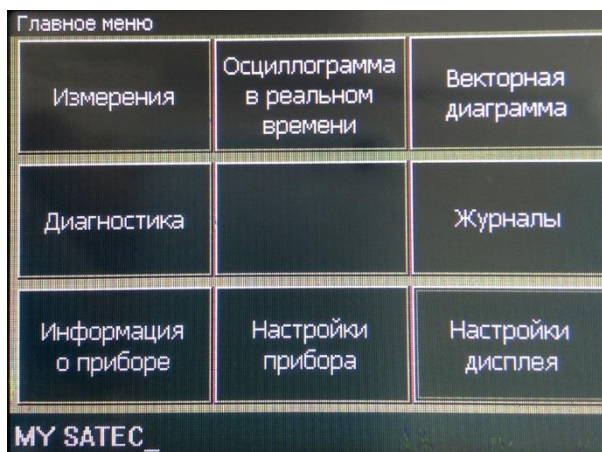 Главное меню
Измерения
Осциллограмма
в реальном
времени
Векторная
диаграмма
Диагностика
Журналы
Информация
о приборе
Настройки
прибора
Настройки
дисплея
MY SATEC_